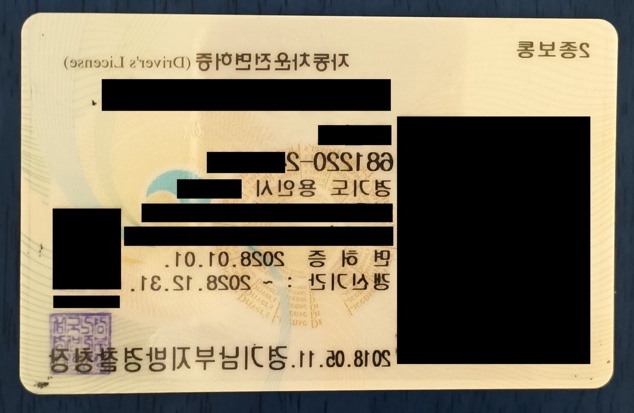 2종보통
자동차운전면허증 (Driver's License)
681220-2
경기도 용인시
면 허 증 2028.01.01.
갱신기간 : ~ 2028.12.31.
2018.05.11. 경기남부지방경찰청장